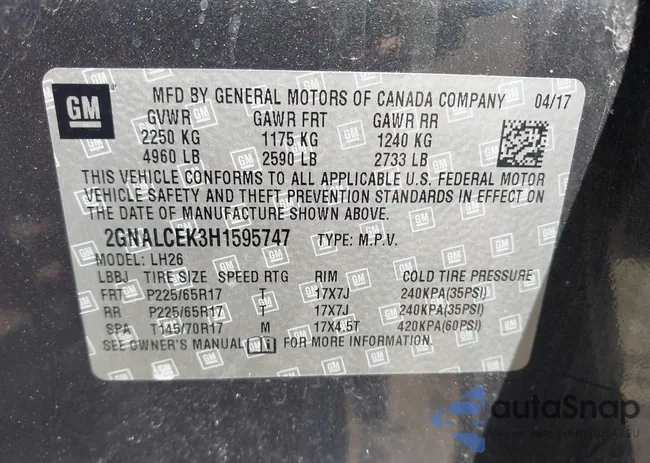 GM
MFD BY GENERAL MOTORS OF CANADA COMPANY 04/17
GVWR GAWR FRT GAWR RR
2250 KG 1175 KG 1240 KG
4960 LB 2590 LB 2733 LB
THIS VEHICLE CONFORMS TO ALL APPLICABLE U.S. FEDERAL MOTOR
VEHICLE SAFETY AND THEFT PREVENTION STANDARDS IN EFFECT ON
THE DATE OF MANUFACTURE SHOWN ABOVE.
2GNALCEK3H1595747 TYPE: M.P.V.
MODEL: LH26
LBBJ TIRE SIZE SPEED RTG RIM COLD TIRE PRESSURE
FRT P225/65R17 T 17X7J 240KPA(35PSI)
RR P225/65R17 T 17X7J 240KPA(35PSI)
SPA T145/70R17 M 17X4.5T 420KPA(60PSI)
SEE OWNER'S MANUAL FOR MORE INFORMATION.
autoSnap